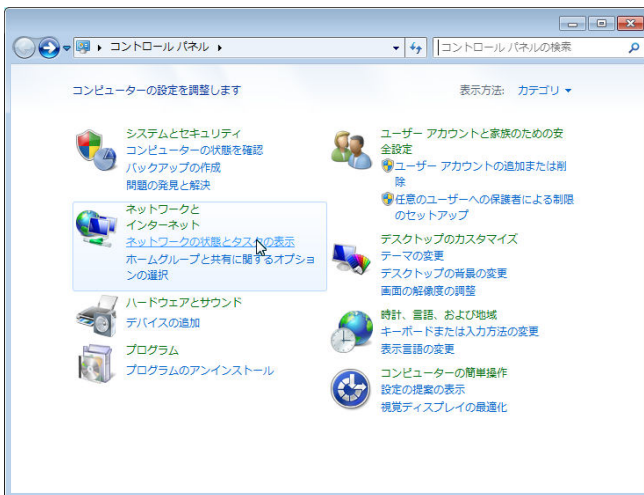 コントロール パネル
コントロール パネルの検索
コンピューターの設定を調整します
表示方法: カテゴリ
システムとセキュリティ
コンピューターの状態を確認
バックアップの作成
問題の発見と解決
ネットワークと
インターネット
ネットワークの状態とタスクの表示
ホームグループと共有に関するオプショ
ンの選択
ハードウェアとサウンド
デバイスの追加
プログラム
プログラムのアンインストール
ユーザー アカウントと家族のための安
全設定
ユーザー アカウントの追加または削
除
任意のユーザーへの保護者による制限
のセットアップ
デスクトップのカスタマイズ
テーマの変更
デスクトップの背景の変更
画面の解像度の調整
時計、言語、および地域
キーボードまたは入力方法の変更
表示言語の変更
コンピューターの簡単操作
設定の提案の表示
視覚ディスプレイの最適化